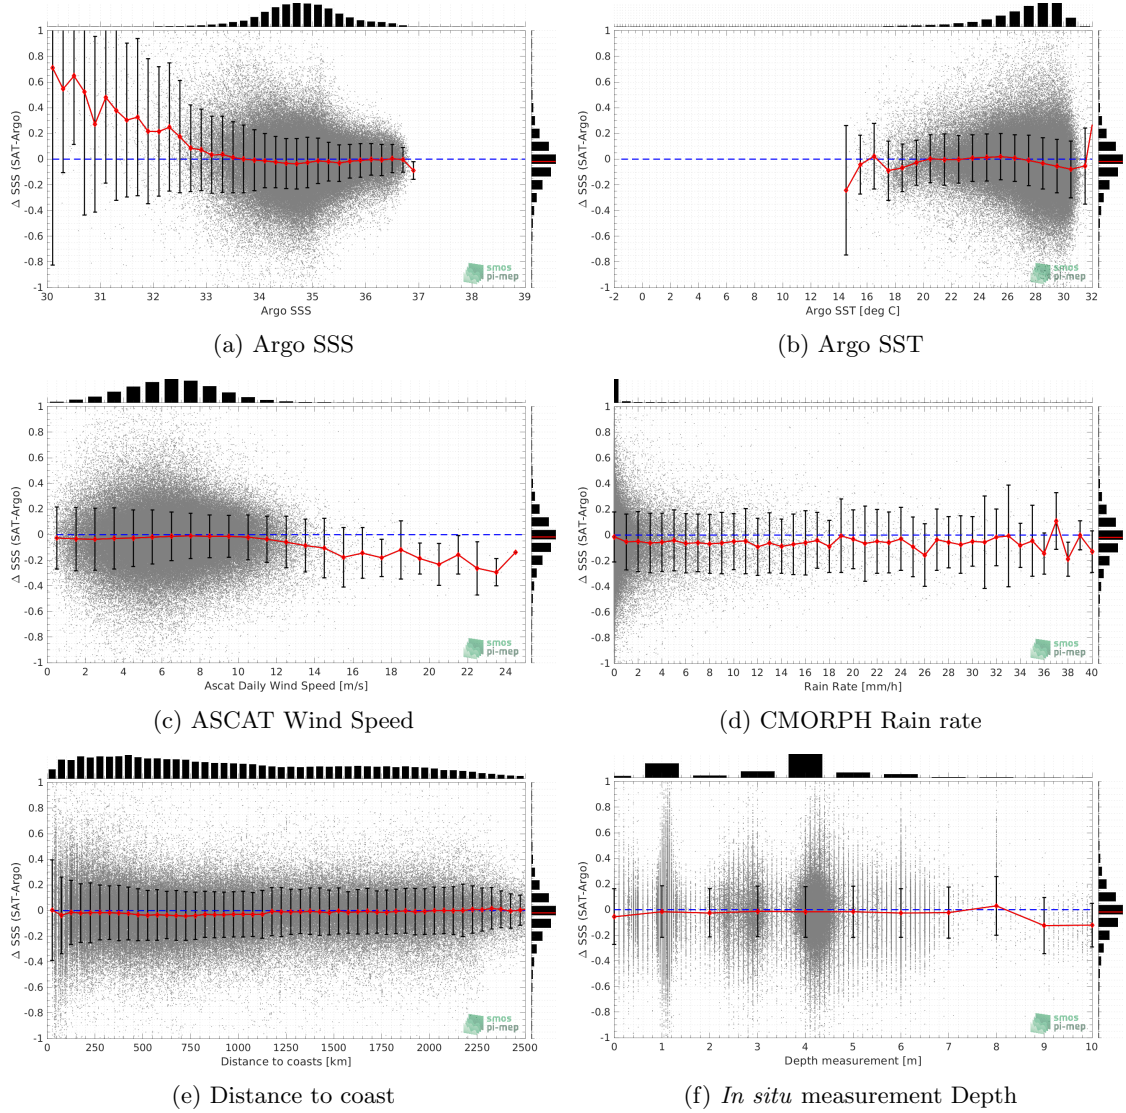 1
0.8
0.6
0.4
0.2
0
-0.2
-0.4
-0.6
-0.8
-1
Δ SSS (SAT-Argo)
30 31 32 33 34 35 36 37 38 39
Argo SSS
smos
pi-mep
(a) Argo SSS
1
0.8
0.6
0.4
0.2
0
-0.2
-0.4
-0.6
-0.8
-1
Δ SSS (SAT-Argo)
-2 0 2 4 6 8 10 12 14 16 18 20 22 24 26 28 30 32
Argo SST [deg C]
smos
pi-mep
(b) Argo SST
1
0.8
0.6
0.4
0.2
0
-0.2
-0.4
-0.6
-0.8
-1
Δ SSS (SAT-Argo)
0 2 4 6 8 10 12 14 16 18 20 22 24
Ascat Daily Wind Speed [m/s]
smos
pi-mep
(c) ASCAT Wind Speed
1
0.8
0.6
0.4
0.2
0
-0.2
-0.4
-0.6
-0.8
-1
Δ SSS (SAT-Argo)
0 2 4 6 8 10 12 14 16 18 20 22 24 26 28 30 32 34 36 38 40
Rain Rate [mm/h]
smos
pi-mep
(d) CMORPH Rain rate
1
0.8
0.6
0.4
0.2
0
-0.2
-0.4
-0.6
-0.8
-1
Δ SSS (SAT-Argo)
0 250 500 750 1000 1250 1500 1750 2000 2250 2500
Distance to coasts [km]
smos
pi-mep
(e) Distance to coast
1
0.8
0.6
0.4
0.2
0
-0.2
-0.4
-0.6
-0.8
-1
Δ SSS (SAT-Argo)
0 1 2 3 4 5 6 7 8 9 10
Depth measurement [m]
smos
pi-mep
(f) In situ measurement Depth